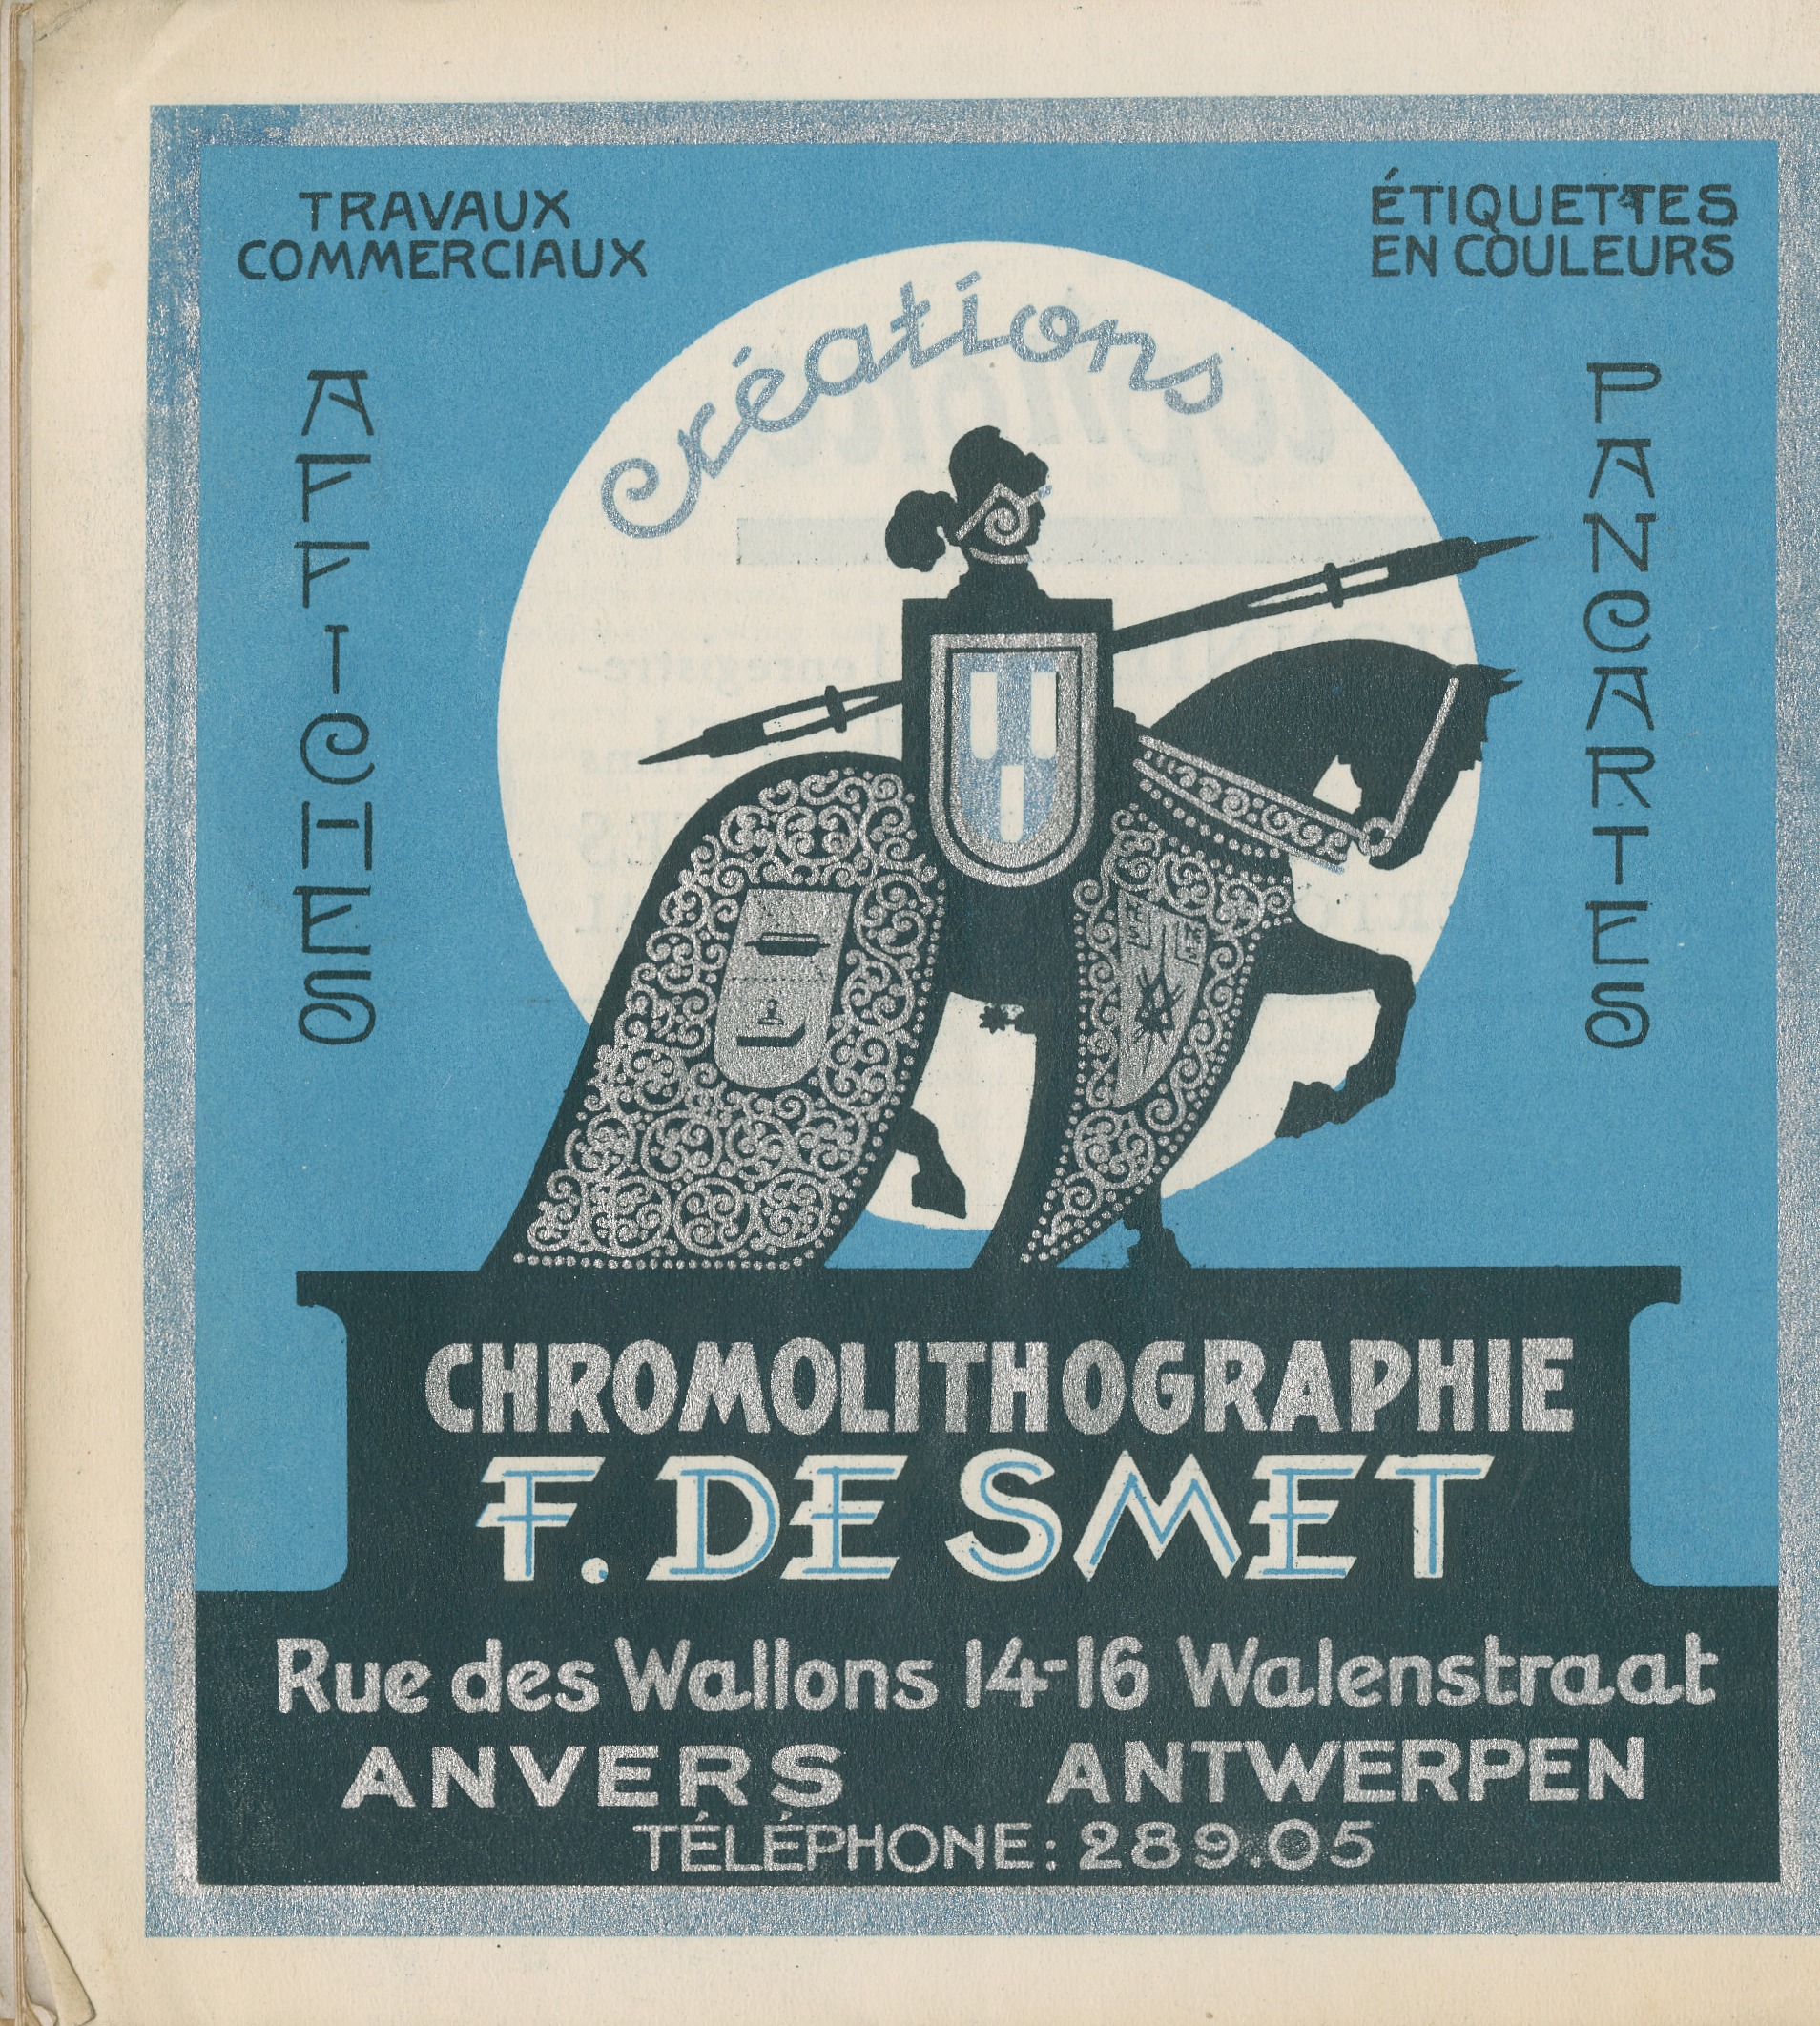 TRAVAUX
COMMERCIAUX
ÉTIQUETTES
EN COULEURS
créations
AFFICHES
PANCARTES
CHROMOLITHOGRAPHIE
F. DE SMET
Rue des Wallons 14-16 Walenstraat
ANVERS ANTWERPEN
TÉLÉPHONE: 289.05